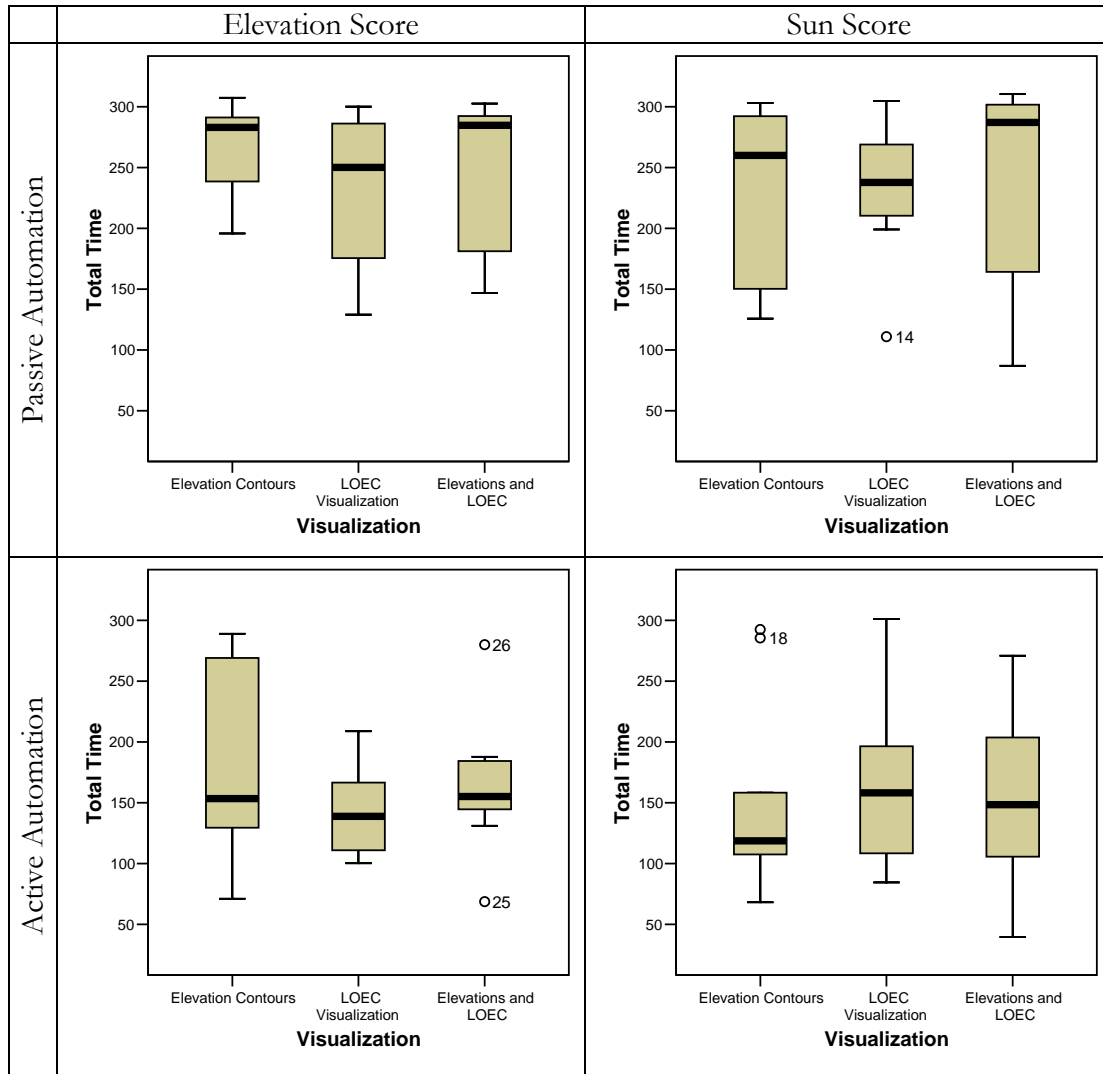 Elevation Score
Sun Score
Passive Automation
Total Time
300
250
200
150
100
50
Elevation Contours
LOEC
Visualization
Elevations and
LOEC
Visualization
Total Time
300
250
200
150
100
50
14
Elevation Contours
LOEC
Visualization
Elevations and
LOEC
Visualization
Active Automation
Total Time
300
250
200
150
100
50
26
25
Elevation Contours
LOEC
Visualization
Elevations and
LOEC
Visualization
Total Time
300
250
200
150
100
50
18
Elevation Contours
LOEC
Visualization
Elevations and
LOEC
Visualization